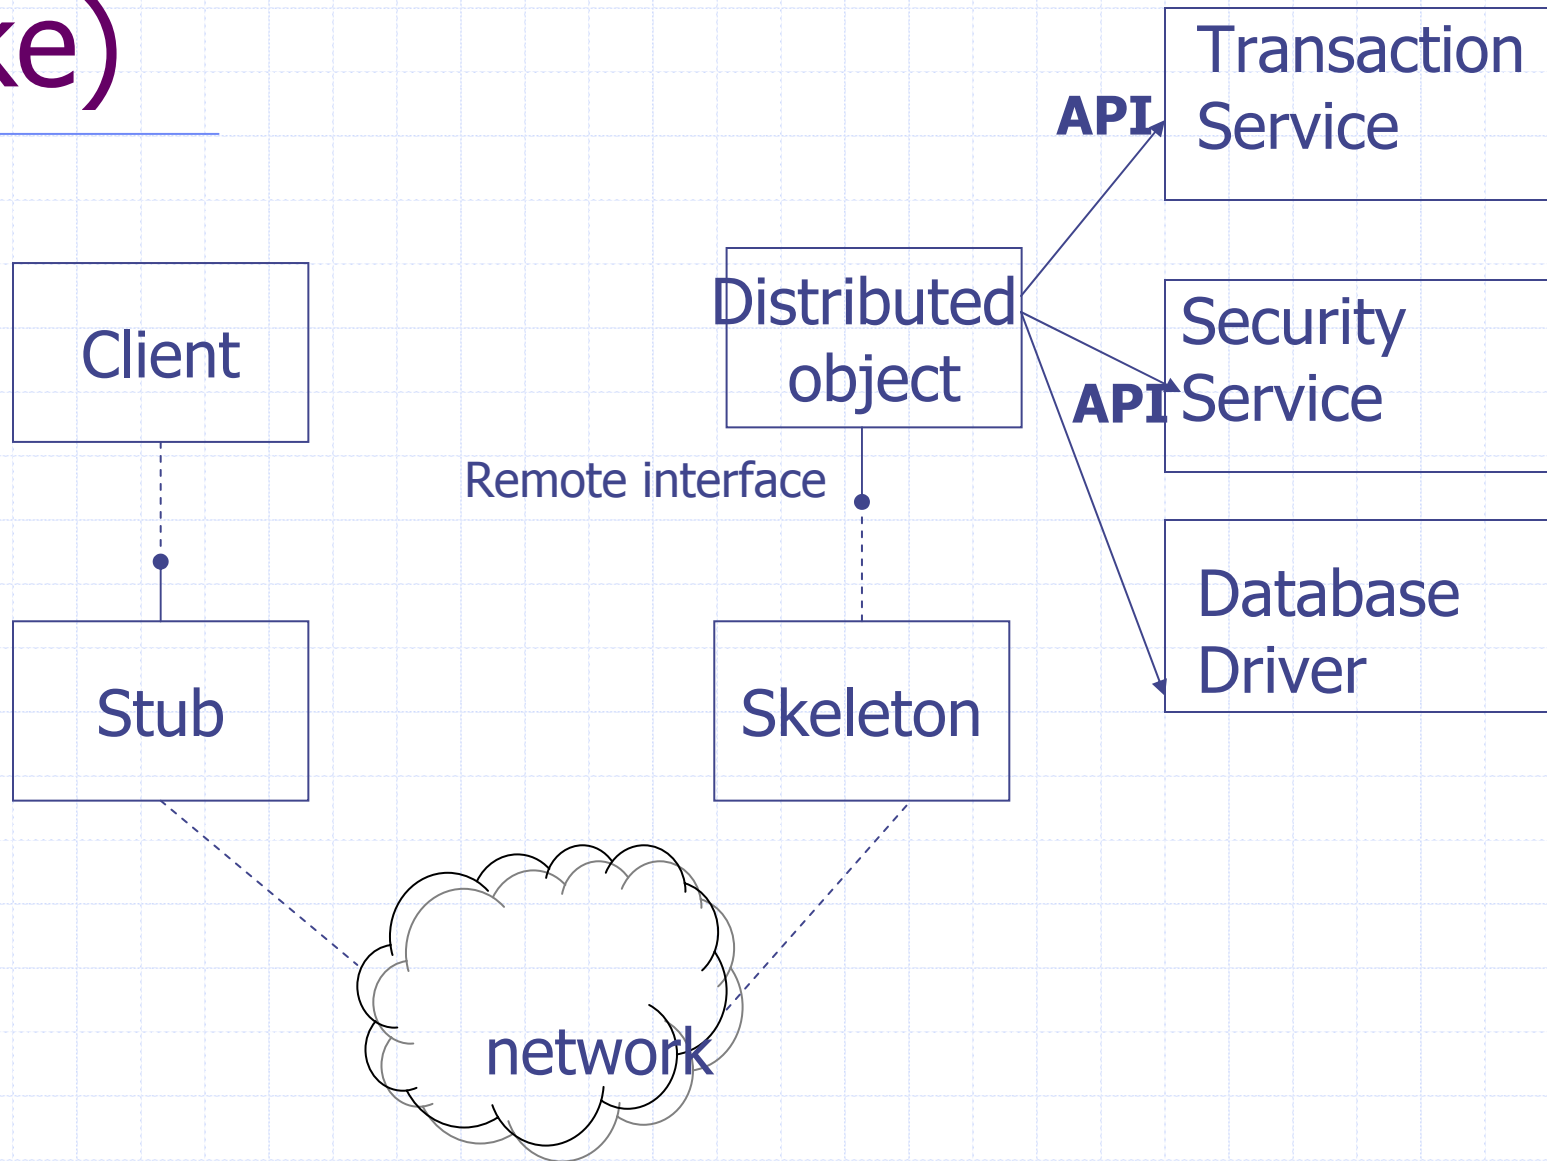 ke)
Transaction
Service
API
Client
Distributed
object
Security
Service
API
Remote interface
Database
Driver
Stub
Skeleton
network